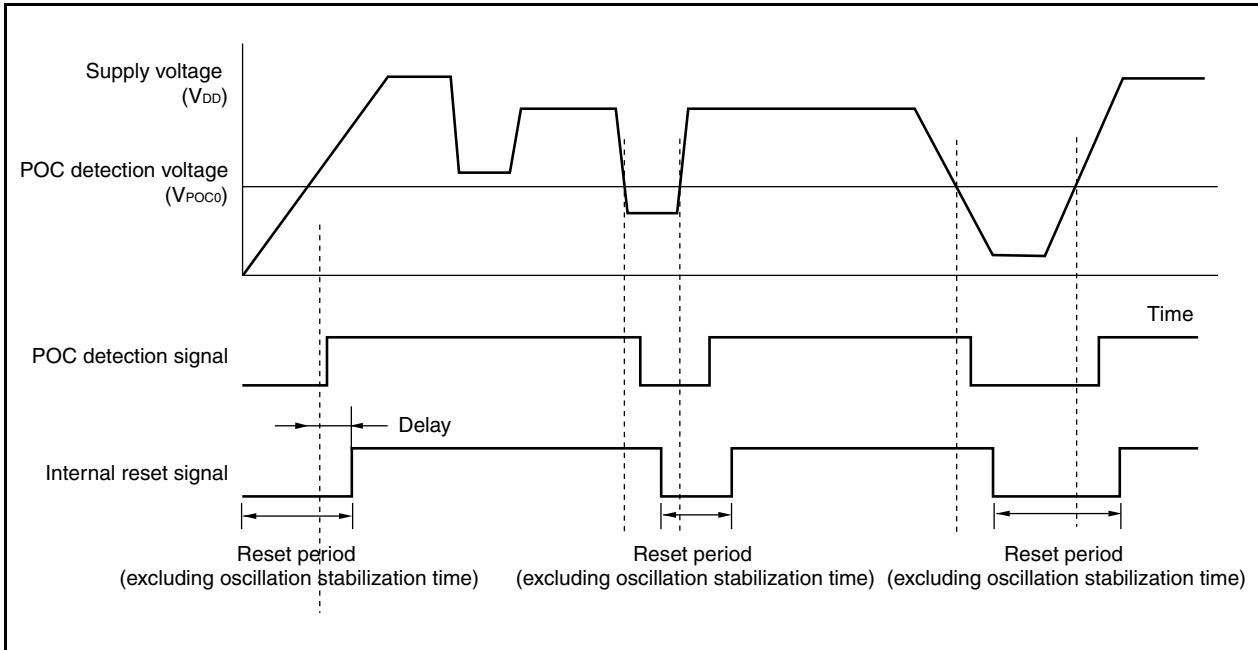 Supply voltage
(VDD)
POC detection voltage
(VPOC0)
Time
POC detection signal
Delay
Internal reset signal
Reset period
(excluding oscillation stabilization time)
Reset period
(excluding oscillation stabilization time)
Reset period
(excluding oscillation stabilization time)